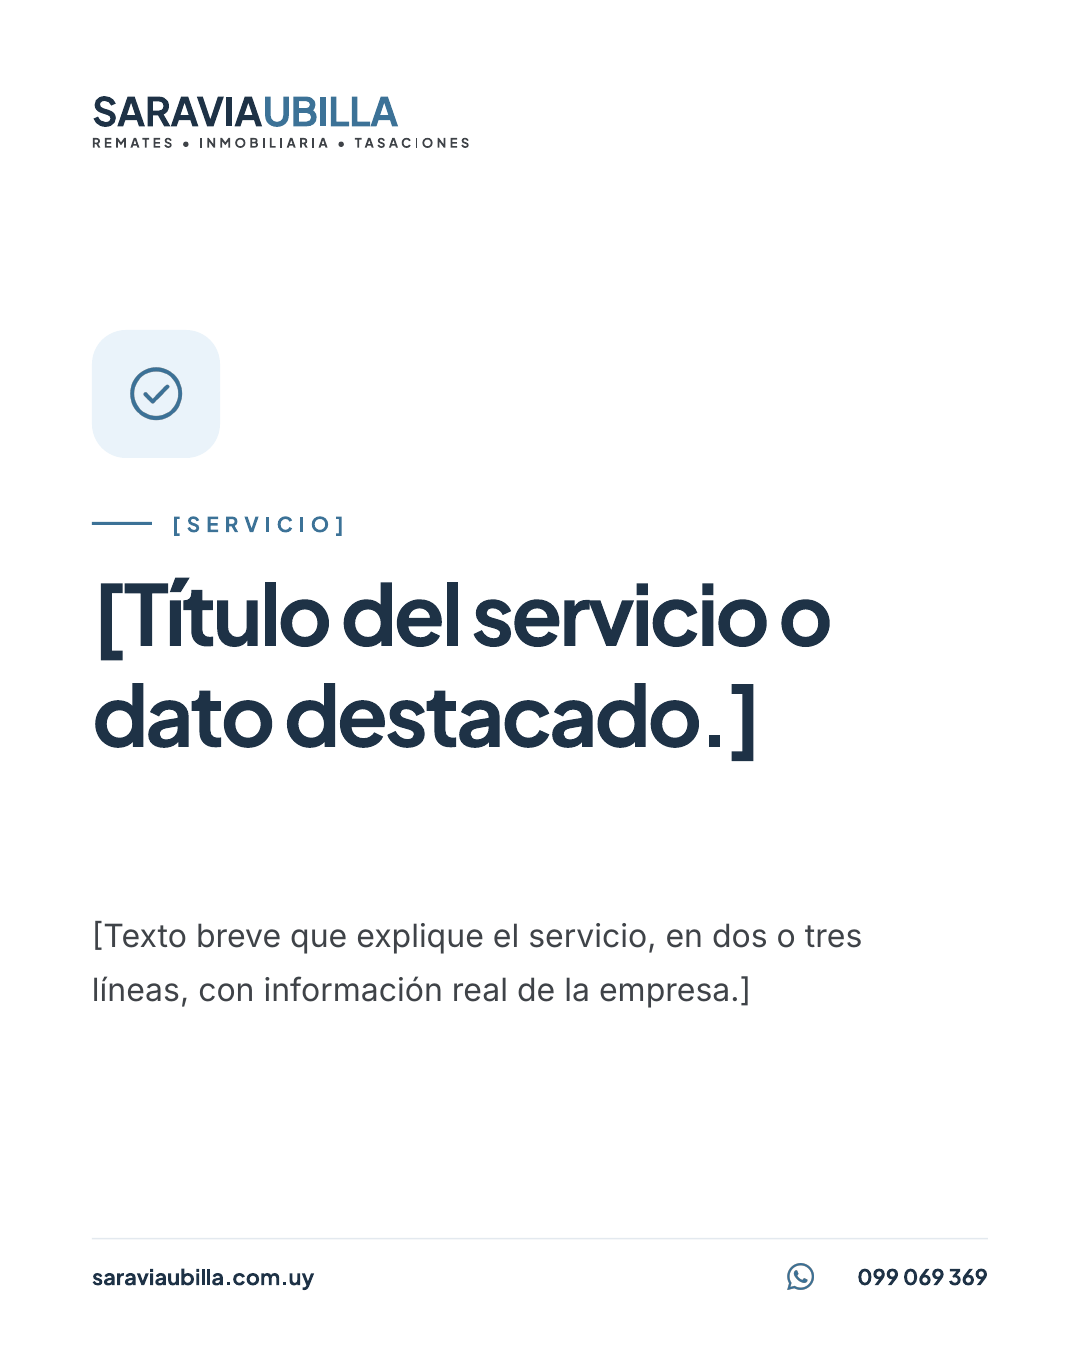 SARAVIAUBILLA
REMATES • INMOBILIARIA • TASACIONES
[SERVICIO]
[Título del servicio o
dato destacado.]
[Texto breve que explique el servicio, en dos o tres
líneas, con información real de la empresa.]
saraviaubilla.com.uy
099 069 369